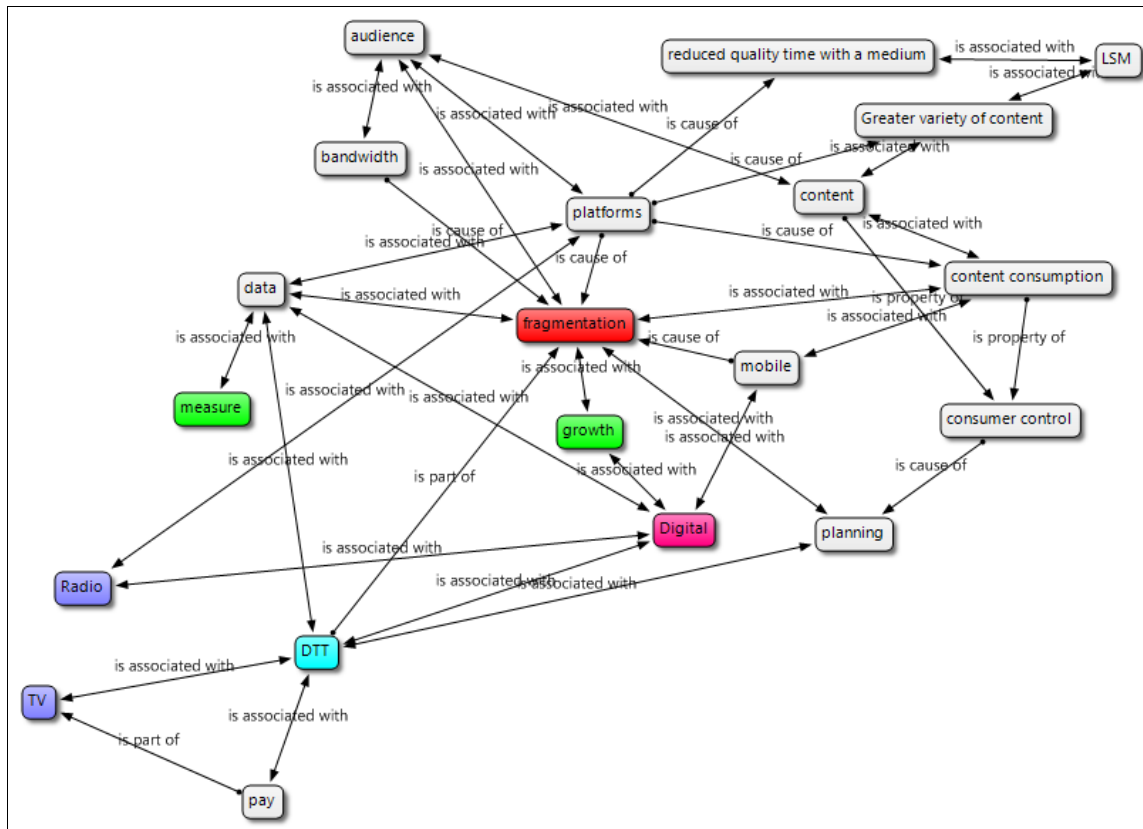 audience
reduced quality time with a medium
is associated with
LSM
is associated with
is associated with
is associated with
is associated with
Greater variety of content
is cause of
is associated with
bandwidth
is cause of
is associated with
content
platforms
is cause of
is associated with
is cause of
is associated with
is cause of
content consumption
data
is associated with
is associated with
is property of
is associated with
fragmentation
is associated with
is cause of
is property of
is associated with
mobile
is associated with
is associated with
measure
is associated with
consumer control
growth
is associated with
is associated with
is associated with
is cause of
is part of
Digital
planning
is associated with
Radio
is associated with
is associated with
DTT
is associated with
TV
is associated with
is part of
pay